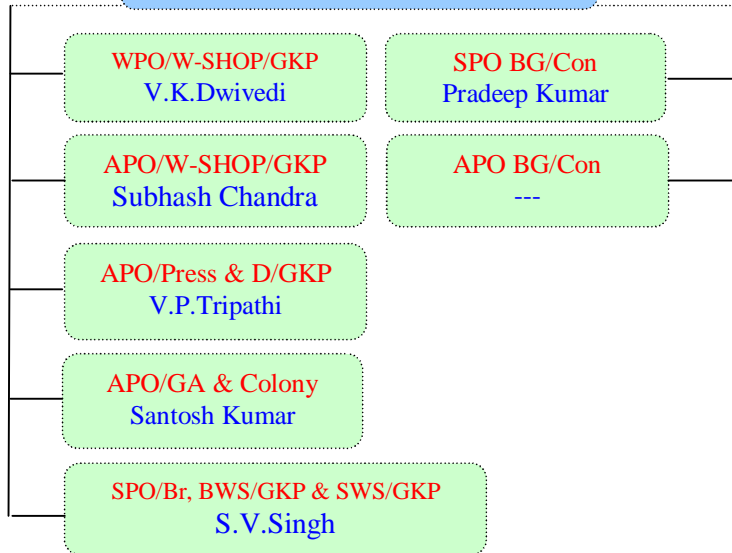 WPO/W-SHOP/GKP
V.K.Dwivedi
SPO BG/Con
Pradeep Kumar
APO/W-SHOP/GKP
Subhash Chandra
APO BG/Con
---
APO/Press & D/GKP
V.P.Tripathi
APO/GA & Colony
Santosh Kumar
SPO/Br, BWS/GKP & SWS/GKP
S.V.Singh